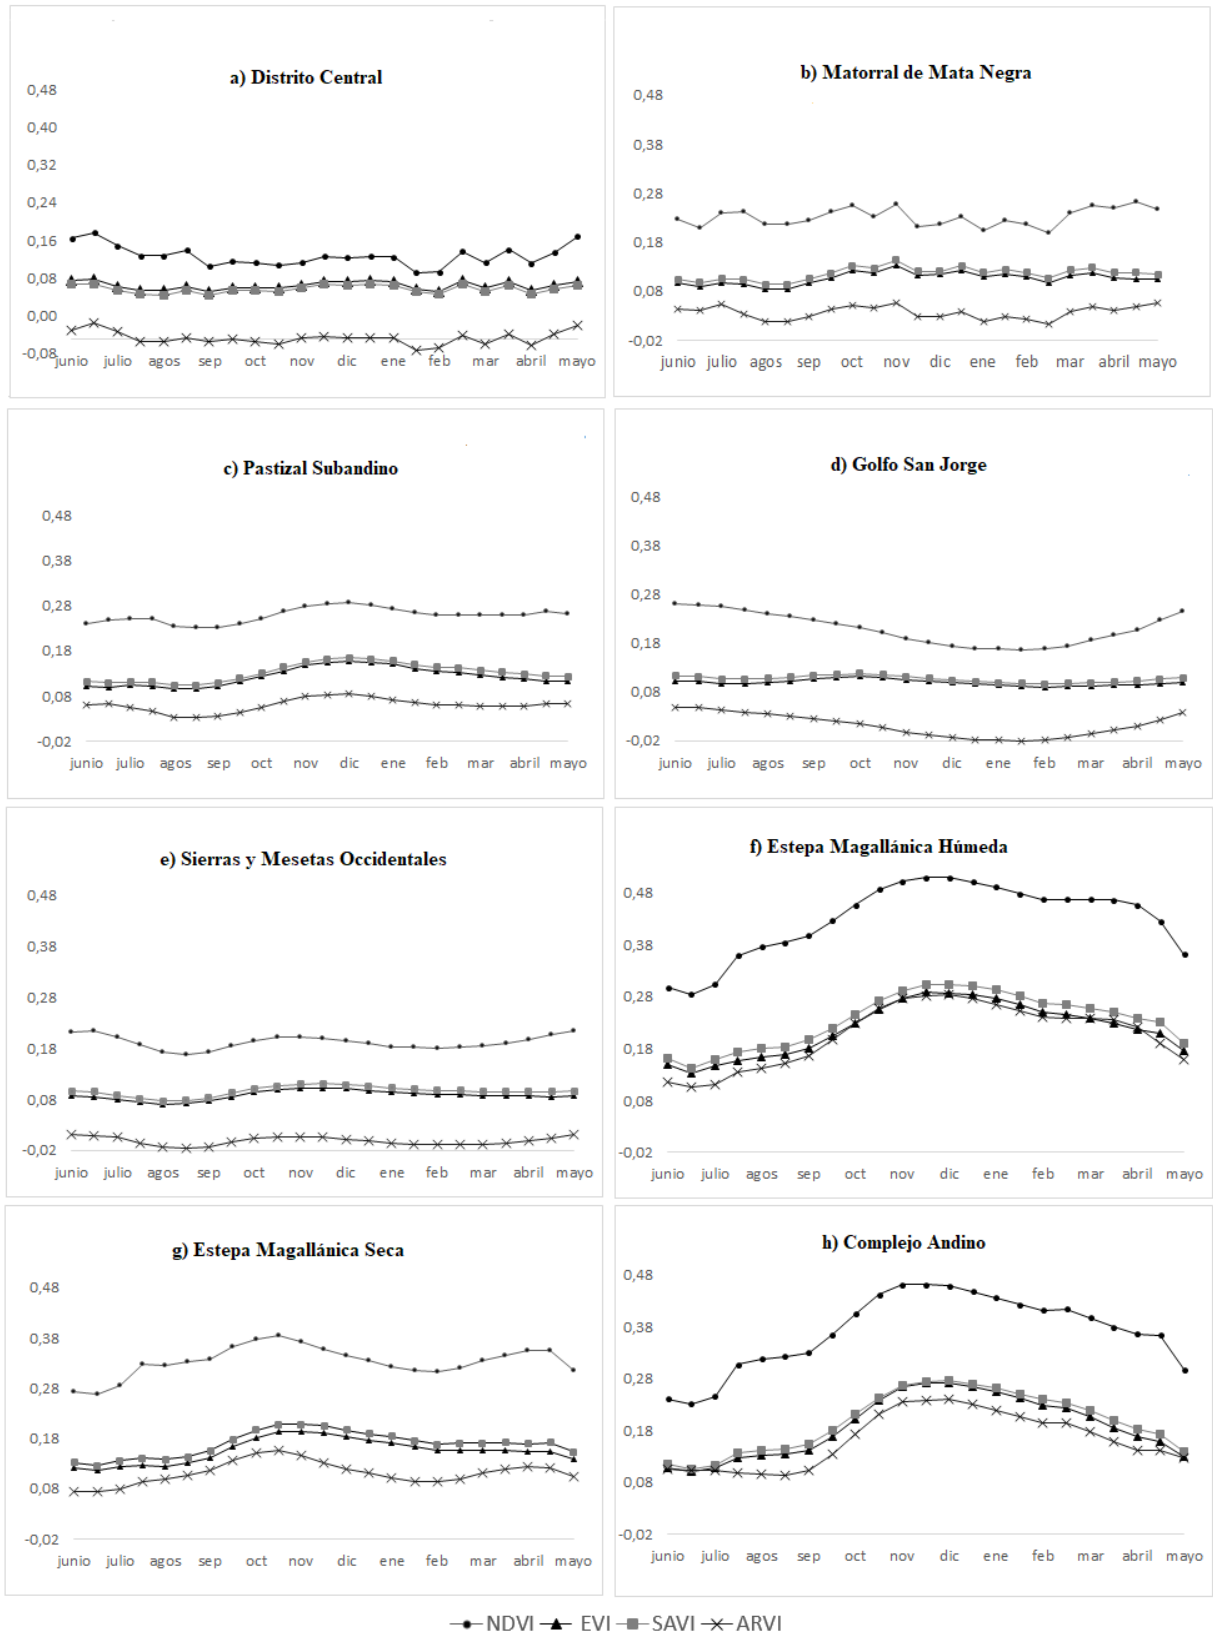 a) Distrito Central
0,48
0,40
0,32
0,24
0,16
0,08
0,00
-0,08
junio julio agos sep oct nov dic ene feb mar abril mayo
b) Matorral de Mata Negra
0,48
0,38
0,28
0,18
0,08
-0,02
junio julio agos sep oct nov dic ene feb mar abril mayo
c) Pastizal Subandino
0,48
0,38
0,28
0,18
0,08
-0,02
junio julio agos sep oct nov dic ene feb mar abril mayo
d) Golfo San Jorge
0,48
0,38
0,28
0,18
0,08
-0,02
junio julio agos sep oct nov dic ene feb mar abril mayo
e) Sierras y Mesetas Occidentales
0,48
0,38
0,28
0,18
0,08
-0,02
junio julio agos sep oct nov dic ene feb mar abril mayo
f) Estepa Magallánica Húmeda
0,48
0,38
0,28
0,18
0,08
-0,02
junio julio agos sep oct nov dic ene feb mar abril mayo
g) Estepa Magallánica Seca
0,48
0,38
0,28
0,18
0,08
-0,02
junio julio agos sep oct nov dic ene feb mar abril mayo
h) Complejo Andino
0,48
0,38
0,28
0,18
0,08
-0,02
junio julio agos sep oct nov dic ene feb mar abril mayo
NDVI EVI SAVI ARVI